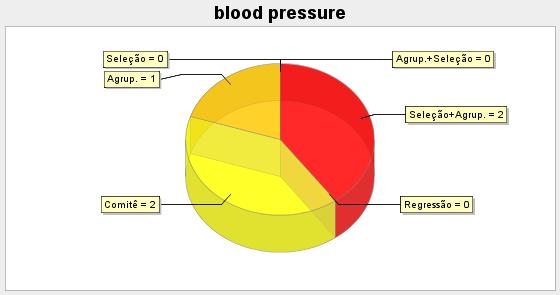 blood pressure
Seleção = 0
Agrup.+Seleção = 0
Agrup. = 1
Seleção+Agrup. = 2
Comitê = 2
Regressão = 0